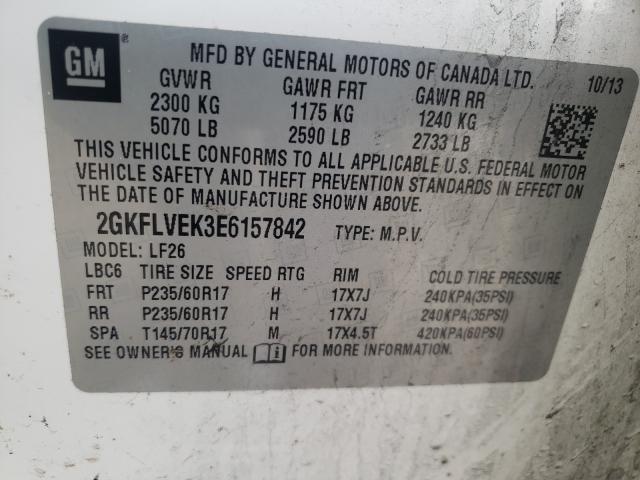 GM ®
MFD BY GENERAL MOTORS OF CANADA LTD. 10/13
GVWR GAWR FRT GAWR RR
2300 KG 1175 KG 1240 KG
5070 LB 2590 LB 2733 LB
THIS VEHICLE CONFORMS TO ALL APPLICABLE U.S. FEDERAL MOTOR
VEHICLE SAFETY AND THEFT PREVENTION STANDARDS IN EFFECT ON
THE DATE OF MANUFACTURE SHOWN ABOVE.
2GKFLVEK3E6157842 TYPE: M.P.V.
MODEL: LF26
LBC6 TIRE SIZE SPEED RTG RIM COLD TIRE PRESSURE
FRT P235/60R17 H 17X7J 240KPA(35PSI)
RR P235/60R17 H 17X7J 240KPA(35PSI)
SPA T145/70R17 M 17X4.5T 420KPA(60PSI)
SEE OWNER'S MANUAL FOR MORE INFORMATION.